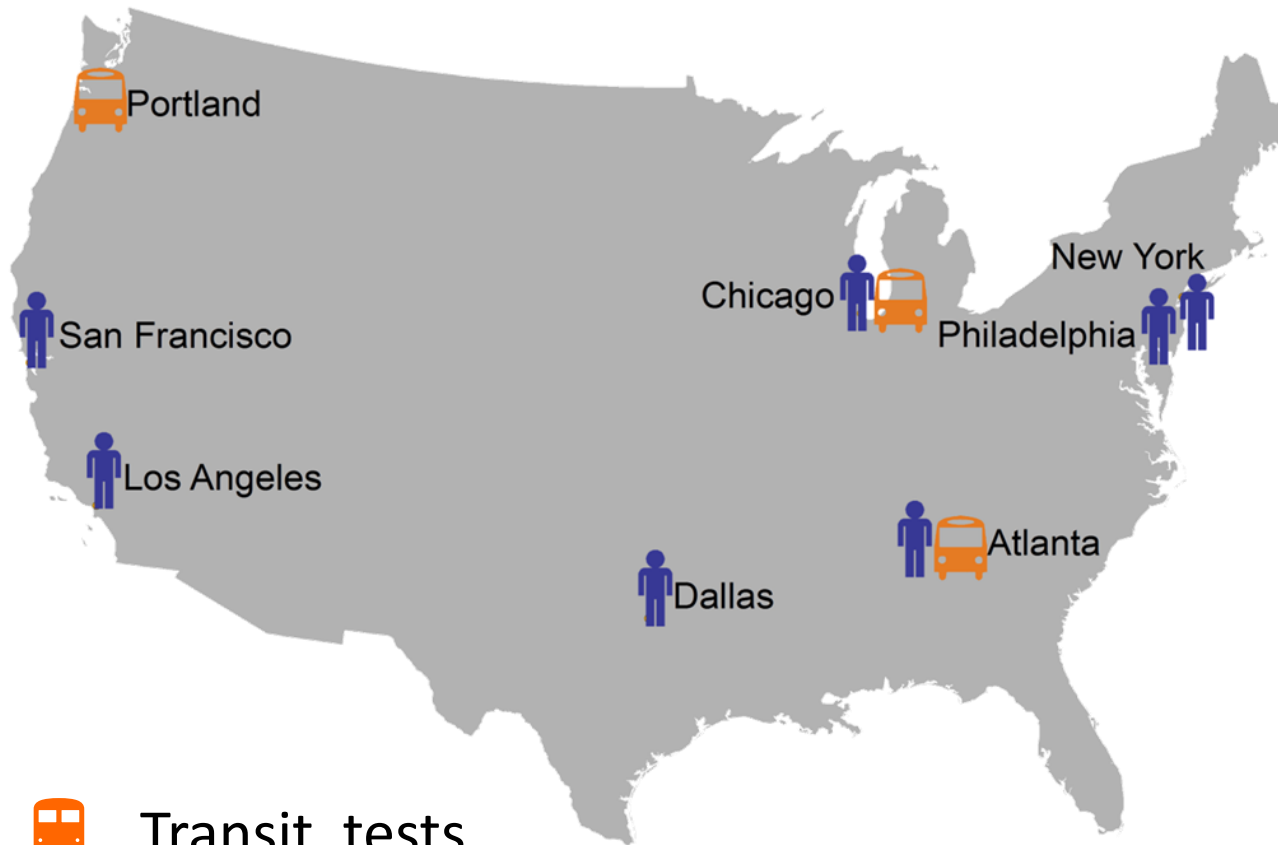 Portland
New York
Chicago
San Francisco
Philadelphia
Los Angeles
Atlanta
Dallas
Transit tests